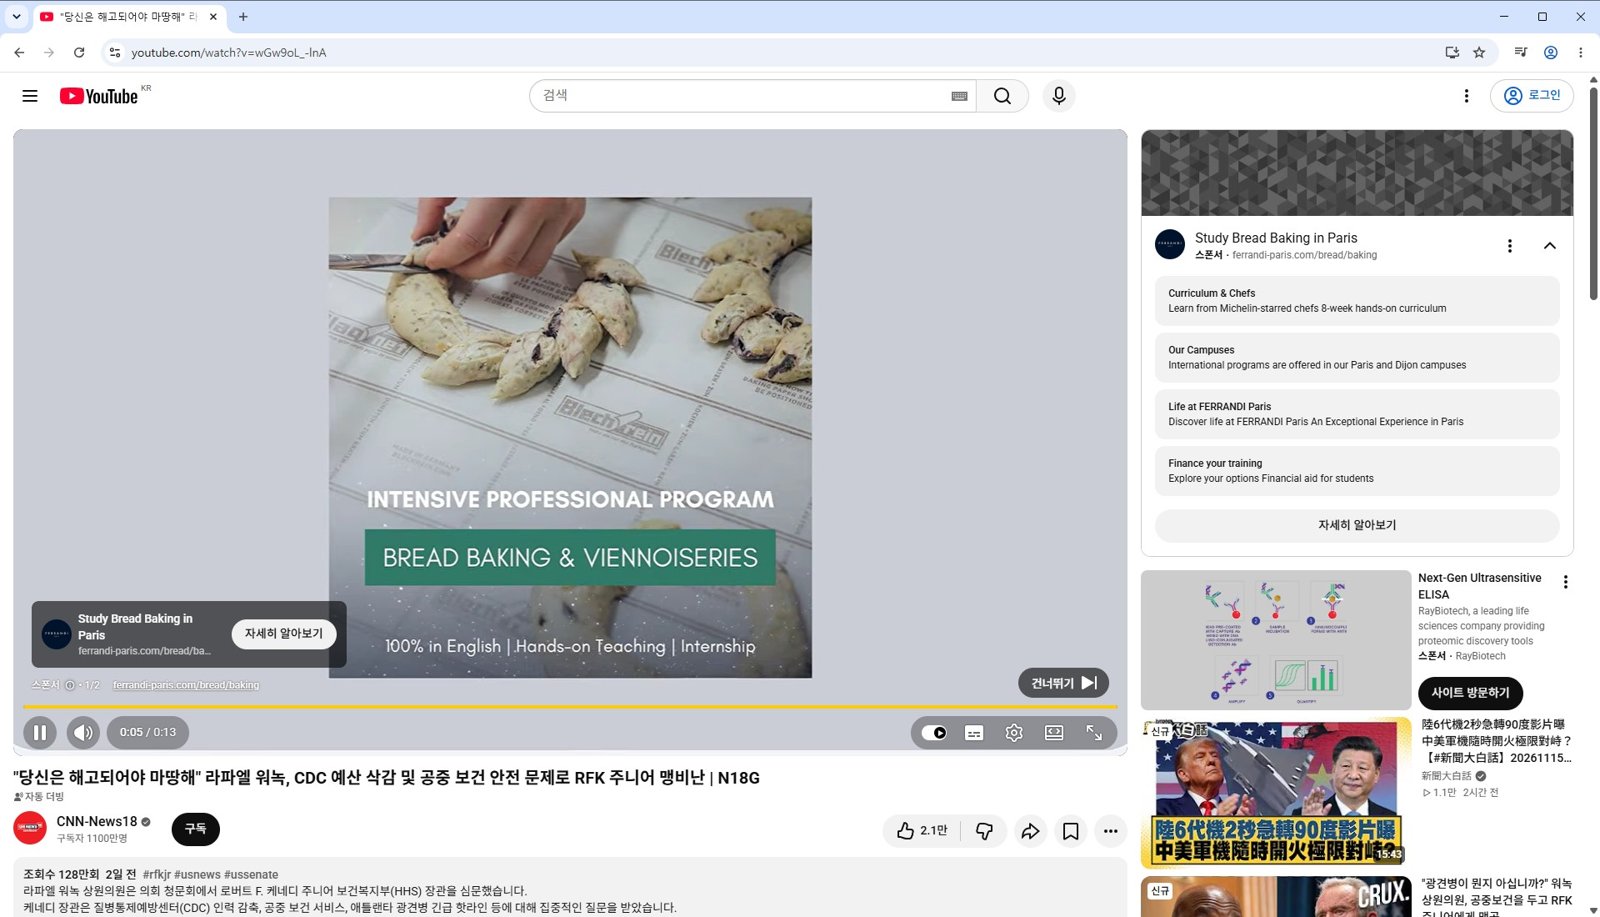 "당신은 해고되어야 마땅해" 라
youtube.com/watch?v=wGw9oL_-lnA
YouTube KR
검색
로그인
INTENSIVE PROFESSIONAL PROGRAM
BREAD BAKING & VIENNOISERIES
100% in English | Hands-on Teaching | Internship
Study Bread Baking in
Paris
ferrandi-paris.com/bread/ba...
자세히 알아보기
스폰서 · 1/2 ferrandi-paris.com/bread/baking
건너뛰기
0:05 / 0:13
"당신은 해고되어야 마땅해" 라파엘 워녹, CDC 예산 삭감 및 공중 보건 안전 문제로 RFK 주니어 맹비난 | N18G
자동 더빙
CNN-News18
구독자 1100만명
구독
2.1만
조회수 128만회 2일 전 #rfkjr #usnews #ussenate
라파엘 워녹 상원의원은 의회 청문회에서 로버트 F. 케네디 주니어 보건복지부(HHS) 장관을 심문했습니다.
케네디 장관은 질병통제예방센터(CDC) 인력 감축, 공중 보건 서비스, 애틀랜타 광견병 긴급 핫라인 등에 대해 집중적인 질문을 받았습니다.
FERRANDI
Study Bread Baking in Paris
스폰서 · ferrandi-paris.com/bread/baking
Curriculum & Chefs
Learn from Michelin-starred chefs 8-week hands-on curriculum
Our Campuses
International programs are offered in our Paris and Dijon campuses
Life at FERRANDI Paris
Discover life at FERRANDI Paris An Exceptional Experience in Paris
Finance your training
Explore your options Financial aid for students
자세히 알아보기
Next-Gen Ultrasensitive
ELISA
RayBiotech, a leading life
sciences company providing
proteomic discovery tools
스폰서 · RayBiotech
사이트 방문하기
신규
陸6代機2秒急轉90度影片曝
中美軍機隨時開火極限對峙?
15:43
陸6代機2秒急轉90度影片曝
中美軍機隨時開火極限對峙？
【#新聞大白話】20261115...
新聞大白話
1.1만 2시간 전
신규
CRUX.
"광견병이 뭔지 아십니까?" 워녹
상원의원, 공중보건을 두고 RFK
주니어에게 맹공